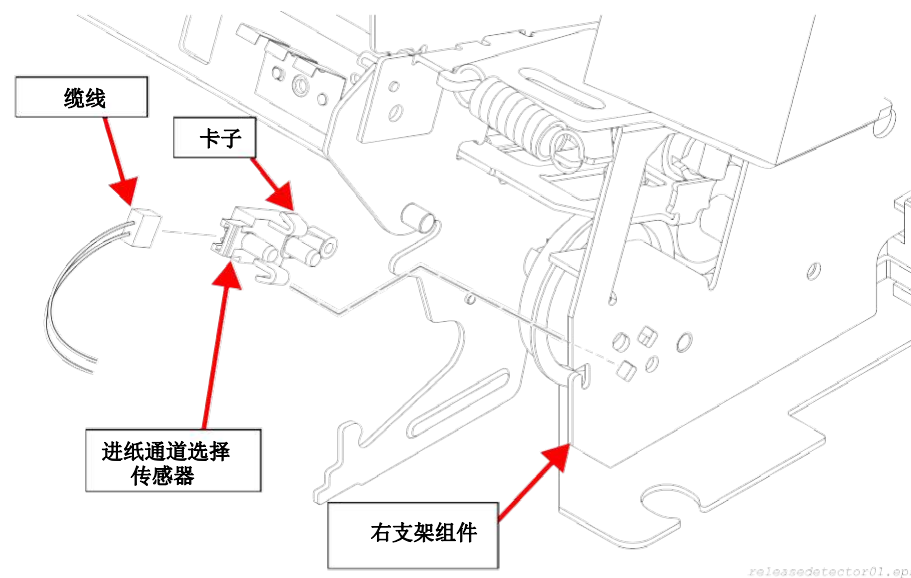 缆线
卡子
进纸通道选择
传感器
右支架组件
releasedetector01.ep